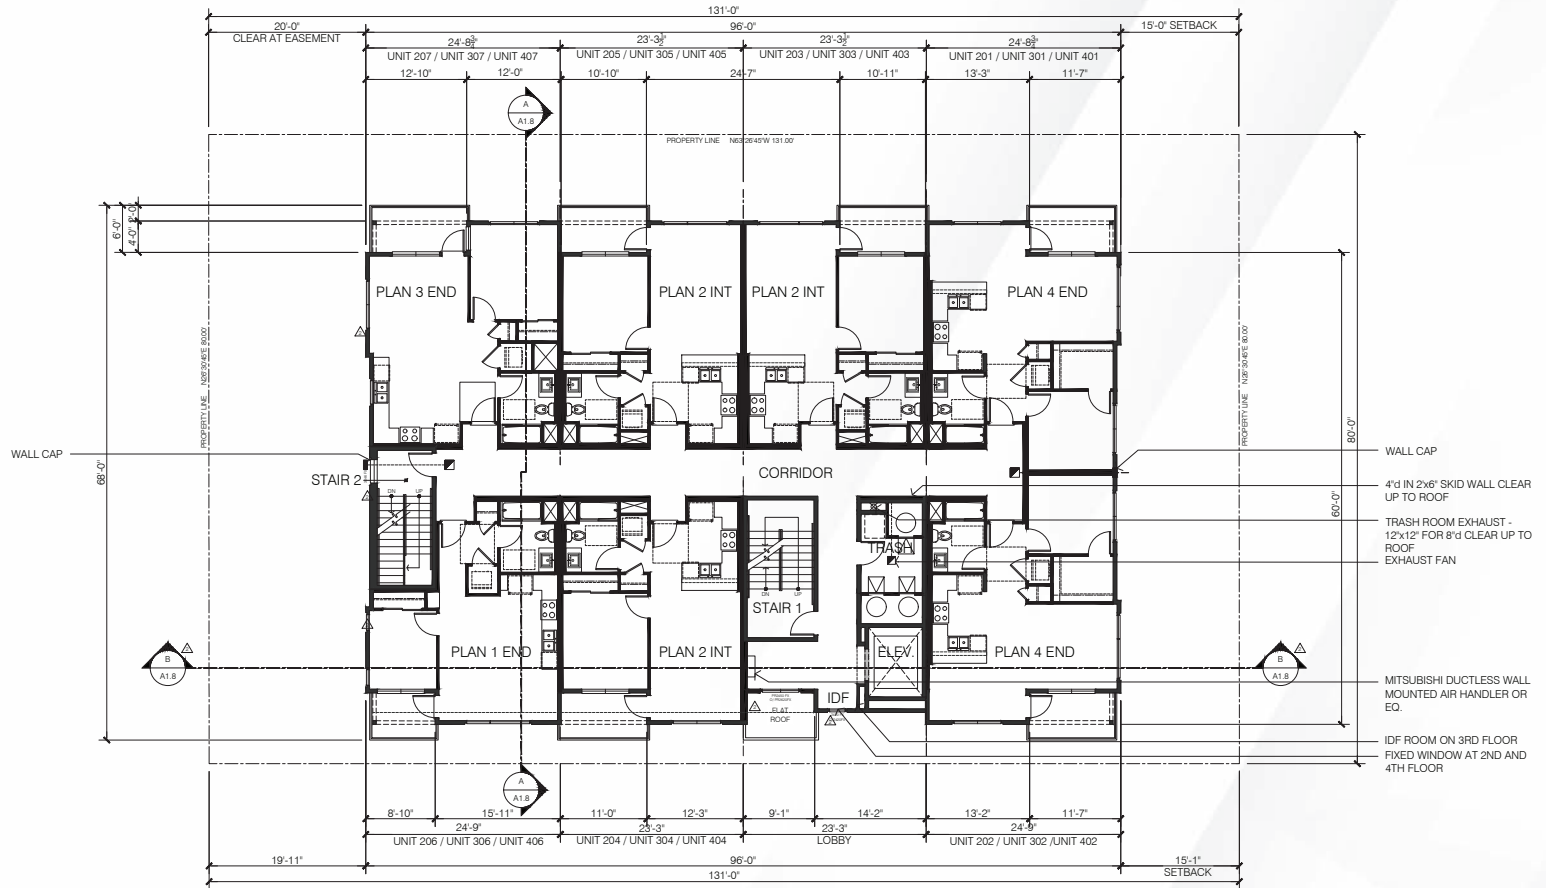 131'-0"
20'-0"
CLEAR AT EASEMENT
96'-0"
15'-0" SETBACK
24'-8¾"
UNIT 207 / UNIT 307 / UNIT 407
23'-3½"
UNIT 205 / UNIT 305 / UNIT 405
23'-3½"
UNIT 203 / UNIT 303 / UNIT 403
24'-8¾"
UNIT 201 / UNIT 301 / UNIT 401
12'-10"
12'-0"
10'-10"
24'-7"
10'-11"
13'-3"
11'-7"
A
A1.8
PROPERTY LINE N63°26'45"W 131.00'
2'-0"
6'-0"
4'-0"
PLAN 3 END
PLAN 2 INT
PLAN 2 INT
PLAN 4 END
PROPERTY LINE N26°30'45"E 80.00'
PROPERTY LINE N26°30'45"E 80.00'
80'-0"
WALL CAP
68'-0"
STAIR 2
CORRIDOR
WALL CAP
4"d IN 2'x6" SKID WALL CLEAR
UP TO ROOF
60'-0"
DN
UP
TRASH ROOM EXHAUST -
12"x12" FOR 8"d CLEAR UP TO
ROOF
EXHAUST FAN
TRASH
DN
UP
STAIR 1
PLAN 1 END
PLAN 2 INT
ELEV.
PLAN 4 END
B
A1.8
B
A1.8
MITSUBISHI DUCTLESS WALL
MOUNTED AIR HANDLER OR
EQ.
IDF
FLAT
ROOF
IDF ROOM ON 3RD FLOOR
FIXED WINDOW AT 2ND AND
4TH FLOOR
A
A1.8
8'-10"
15'-11"
11'-0"
12'-3"
9'-1"
14'-2"
13'-2"
11'-7"
24'-9"
UNIT 206 / UNIT 306 / UNIT 406
23'-3"
UNIT 204 / UNIT 304 / UNIT 404
23'-3"
LOBBY
24'-9"
UNIT 202 / UNIT 302 /UNIT 402
19'-11"
96'-0"
15'-1"
SETBACK
131'-0"